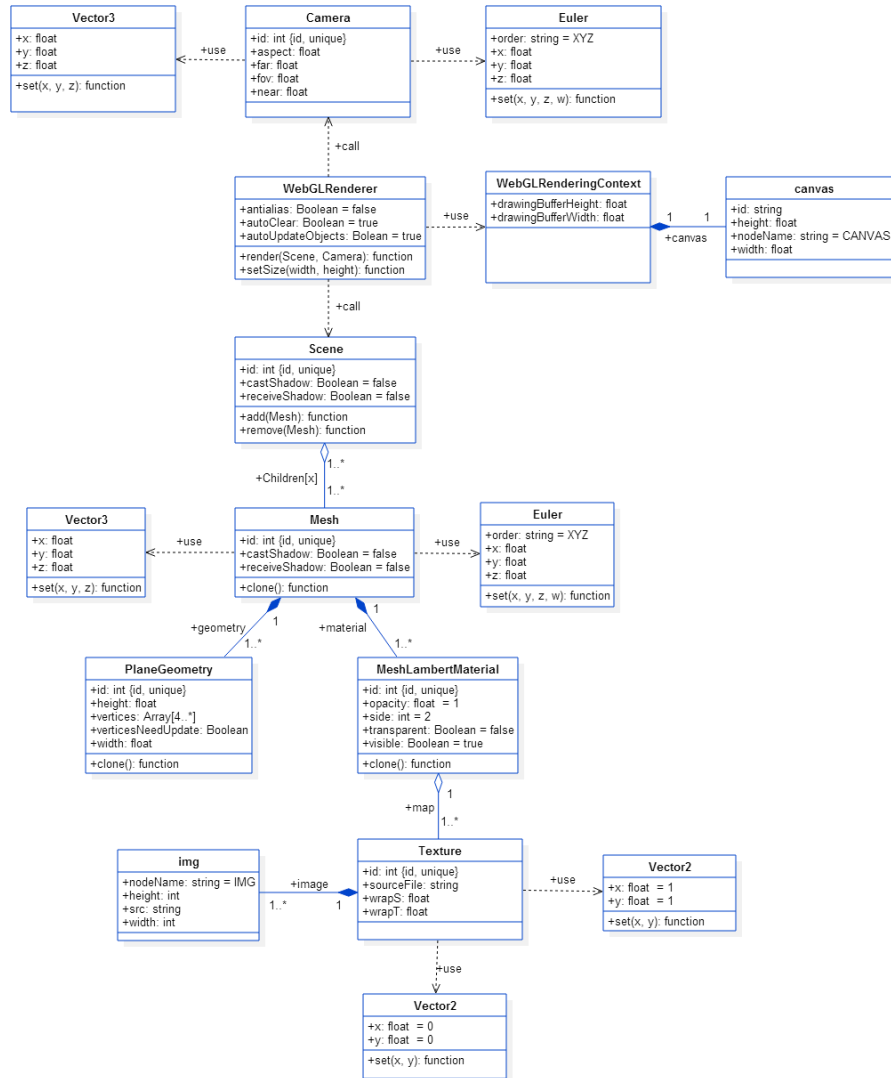 Vector3
+x: float
+y: float
+z: float
+set(x, y, z): function
+use
Camera
+id: int {id, unique}
+aspect: float
+far: float
+fov: float
+near: float
+use
Euler
+order: string = XYZ
+x: float
+y: float
+z: float
+set(x, y, z, w): function
+call
WebGLRenderer
+antialias: Boolean = false
+autoClear: Boolean = true
+autoUpdateObjects: Bolean = true
+render(Scene, Camera): function
+setSize(width, height): function
+use
WebGLRenderingContext
+drawingBufferHeight: float
+drawingBufferWidth: float
1
1
+canvas
canvas
+id: string
+height: float
+nodeName: string = CANVAS
+width: float
+call
Scene
+id: int {id, unique}
+castShadow: Boolean = false
+receiveShadow: Boolean = false
+add(Mesh): function
+remove(Mesh): function
1..*
+Children[x]
1..*
Vector3
+x: float
+y: float
+z: float
+set(x, y, z): function
+use
Mesh
+id: int {id, unique}
+castShadow: Boolean = false
+receiveShadow: Boolean = false
+clone(): function
+use
Euler
+order: string = XYZ
+x: float
+y: float
+z: float
+set(x, y, z, w): function
+geometry
1
1..*
+material
1
1..*
PlaneGeometry
+id: int {id, unique}
+height: float
+vertices: Array[4..*]
+verticesNeedUpdate: Boolean
+width: float
+clone(): function
MeshLambertMaterial
+id: int {id, unique}
+opacity: float = 1
+side: int = 2
+transparent: Boolean = false
+visible: Boolean = true
+clone(): function
1
+map
1..*
img
+nodeName: string = IMG
+height: int
+src: string
+width: int
+image
1..*
1
Texture
+id: int {id, unique}
+sourceFile: string
+wrapS: float
+wrapT: float
+use
Vector2
+x: float = 1
+y: float = 1
+set(x, y): function
+use
Vector2
+x: float = 0
+y: float = 0
+set(x, y): function